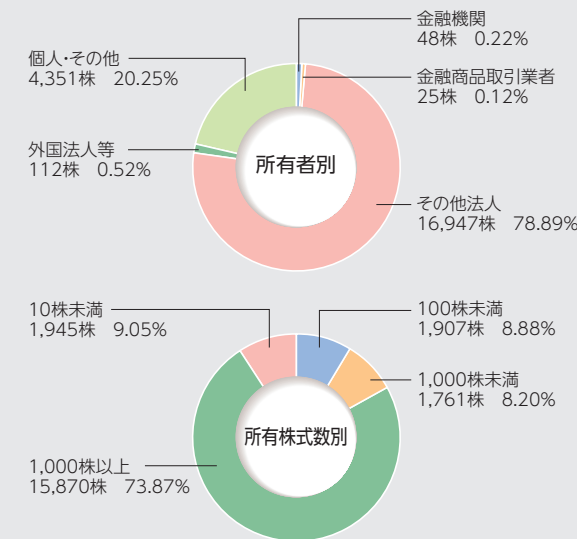 金融機関
48株 0.22%
個人・その他
4,351株 20.25%
金融商品取引業者
25株 0.12%
外国法人等
112株 0.52%
所有者別
その他法人
16,947株 78.89%
10株未満
1,945株 9.05%
100株未満
1,907株 8.88%
1,000株未満
1,761株 8.20%
所有株式数別
1,000株以上
15,870株 73.87%